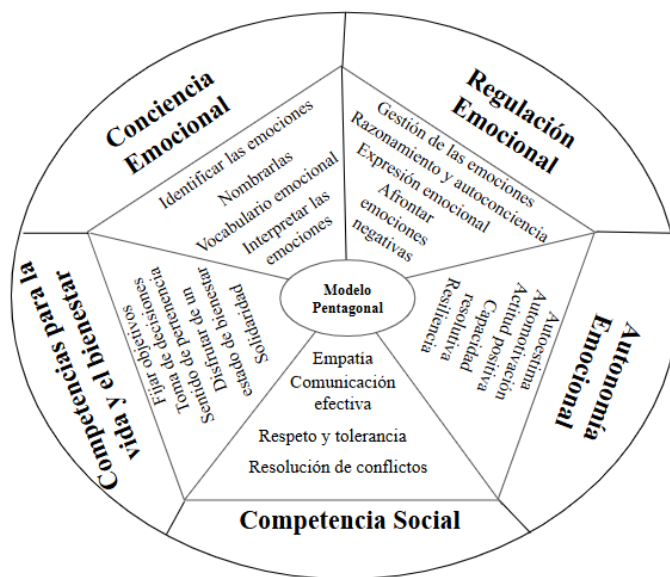 Conciencia
Emocional
Identificar las emociones
Nombrarlas
Vocabulario emocional
Interpretar las
emociones
Regulación
Emocional
Gestión de las emociones
Razonamiento y autoconciencia
Expresión emocional
Afrontar
emociones
negativas
Autonomía
Emocional
Autoestima
Automotivación
Actitud positiva
Capacidad
resolutiva
Resiliencia
Modelo
Pentagonal
Empatía
Comunicación
efectiva
Respeto y tolerancia
Resolución de conflictos
Competencia Social
Competencias para la
vida y el bienestar
Fijar objetivos
Toma de decisiones
Sentido de pertenencia
Disfrutar de un
estado de bienestar
Solidaridad